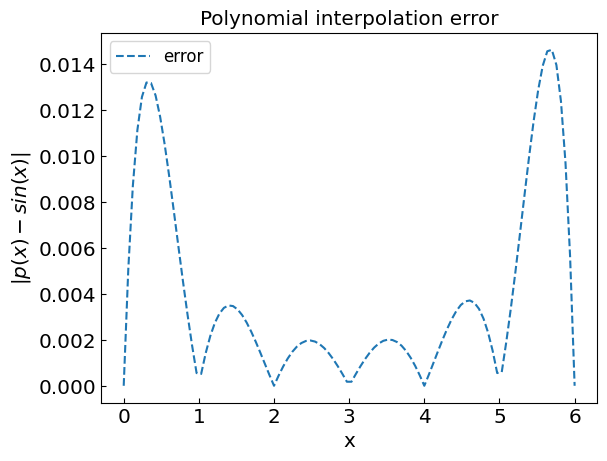 Polynomial interpolation error
error
|p(x) − sin(x)|
0.014
0.012
0.010
0.008
0.006
0.004
0.002
0.000
0 1 2 3 4 5 6
x